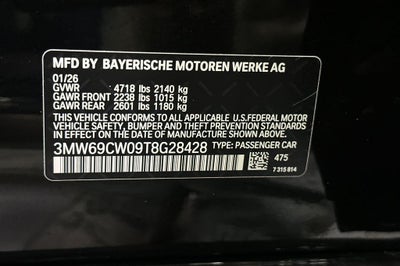 MFD BY BAYERISCHE MOTOREN WERKE AG
01/26
GVWR 4718 lbs 2140 kg
GAWR FRONT 2238 lbs 1015 kg
GAWR REAR 2601 lbs 1180 kg
THIS VEHICLE CONFORMS TO ALL APPLICABLE
U.S.FEDERAL MOTOR
VEHICLE SAFETY, BUMPER AND THEFT PREVENTION STANDARDS
IN EFFECT ON THE DATE OF MANUFACTURE SHOWN ABOVE.
3MW69CW09T8G28428 TYPE: PASSENGER CAR
475
7 315 814